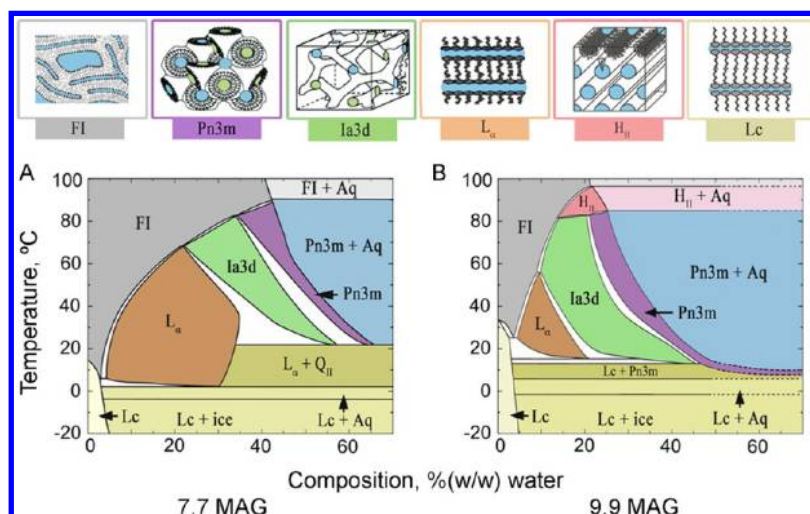 FI
Pn3m
Ia3d
Lα
HII
Lc
A
B
100
80
60
40
20
0
-20
FI
FI + Aq
Pn3m + Aq
Ia3d
Pn3m
Lα
Lα + QII
Lc
Lc + ice
Lc + Aq
0
20
40
60
100
80
60
40
20
0
-20
FI
HII
HII + Aq
Pn3m + Aq
Ia3d
Pn3m
Lα
Lc + Pn3m
Lc
Lc + ice
Lc + Aq
0
20
40
60
Temperature, ºC
Composition, %(w/w) water
7.7 MAG
9.9 MAG